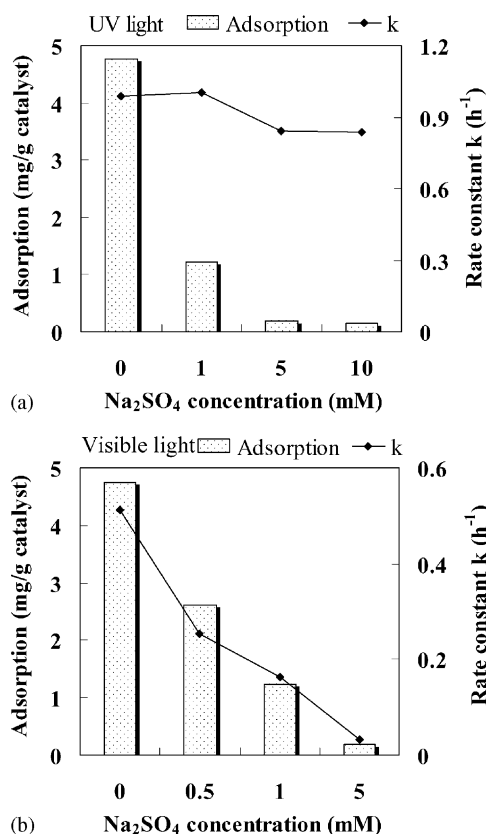 UV light Adsorption k
5
4
3
2
1
0
Adsorption (mg/g catalyst)
1.2
0.9
0.6
0.3
0
Rate constant k (h⁻¹)
0 1 5 10
(a) Na₂SO₄ concentration (mM)
Visible light Adsorption k
5
4
3
2
1
0
Adsorption (mg/g catalyst)
0.6
0.4
0.2
0
Rate constant k (h⁻¹)
0 0.5 1 5
(b) Na₂SO₄ concentration (mM)